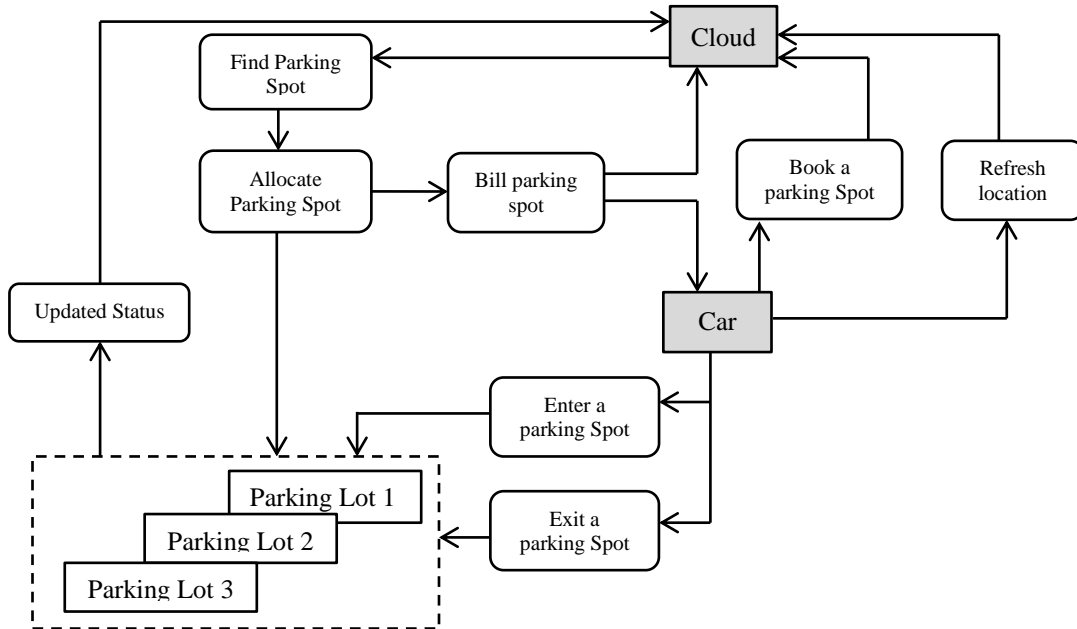 Cloud
Find Parking
Spot
Allocate
Parking Spot
Bill parking
spot
Book a
parking Spot
Refresh
location
Updated Status
Car
Enter a
parking Spot
Exit a
parking Spot
Parking Lot 1
Parking Lot 2
Parking Lot 3